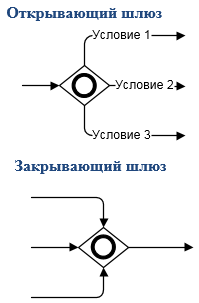 Открывающий шлюз
Условие 1
Условие 2
Условие 3
Закрывающий шлюз